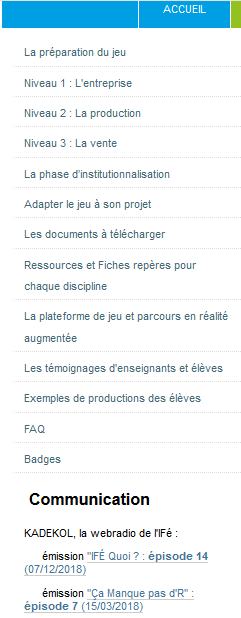 ACCUEIL
La préparation du jeu
Niveau 1 : L'entreprise
Niveau 2 : La production
Niveau 3 : La vente
La phase d'institutionnalisation
Adapter le jeu à son projet
Les documents à télécharger
Ressources et Fiches repères pour
chaque discipline
La plateforme de jeu et parcours en réalité
augmentée
Les témoignages d'enseignants et élèves
Exemples de productions des élèves
FAQ
Badges
Communication
KADEKOL, la webradio de l'IFé :
émission "IFÉ Quoi ? : épisode 14
(07/12/2018)
émission "Ça Manque pas d'R" :
épisode 7 (15/03/2018)